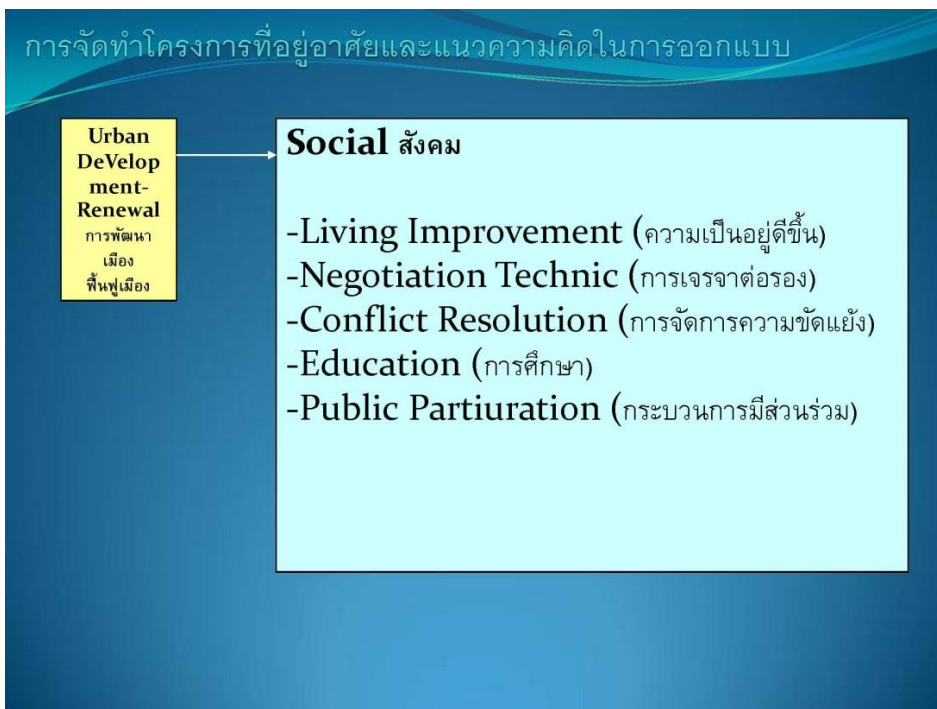 การจัดทำโครงการที่อยู่อาศัยและแนวความคิดในการออกแบบ
Urban
DeVelop
ment-
Renewal
การพัฒนา
เมือง
ฟื้นฟูเมือง
Social สังคม
-Living Improvement (ความเป็นอยู่ดีขึ้น)
-Negotiation Technic (การเจรจาต่อรอง)
-Conflict Resolution (การจัดการความขัดแย้ง)
-Education (การศึกษา)
-Public Partiuration (กระบวนการมีส่วนร่วม)